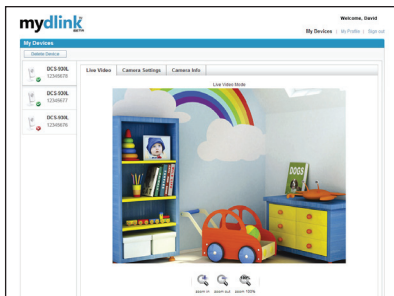 mydlink
BETA
Welcome, David
My Devices | My Profile | Sign out
My Devices
Delete Device
DCS-930L
12345678
DCS-930L
12345677
DCS-930L
12345676
Live Video
Camera Settings
Camera Info
Live Video Mode
DOGS
100%
zoom in
zoom out
zoom 100%